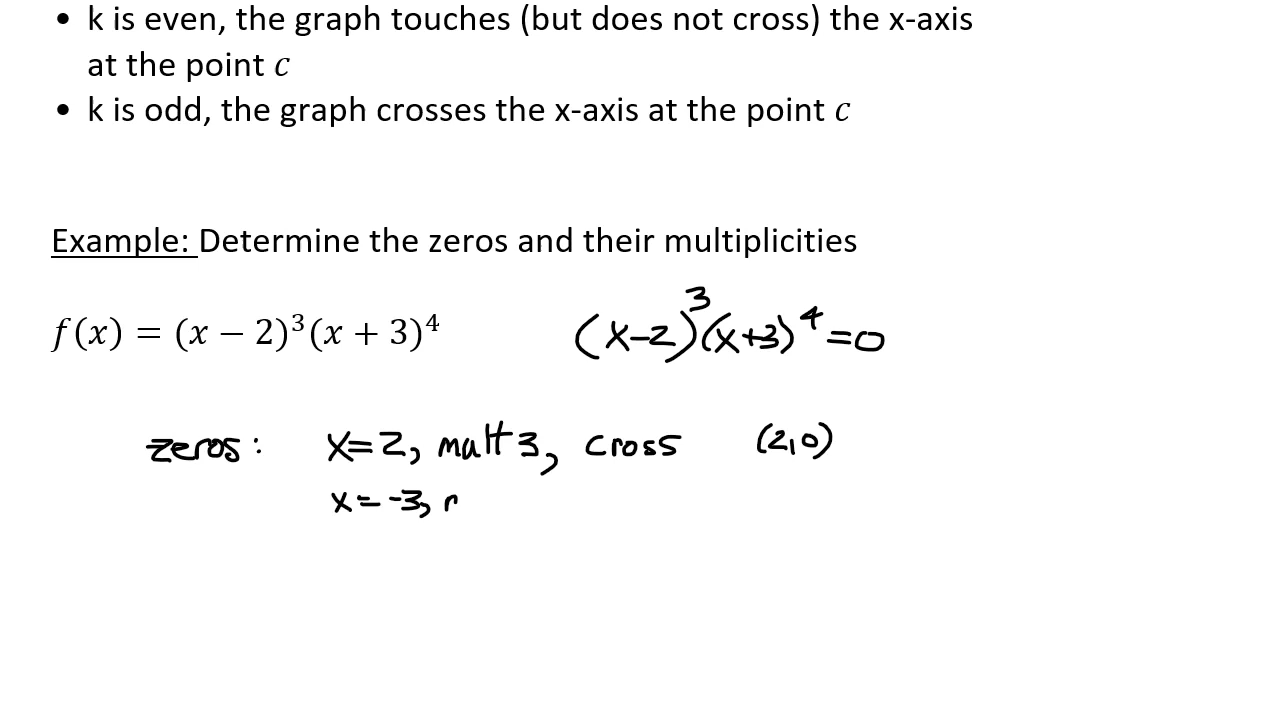 • k is even, the graph touches (but does not cross) the x-axis
at the point c
• k is odd, the graph crosses the x-axis at the point c
Example: Determine the zeros and their multiplicities
f(x) = (x − 2)³(x + 3)⁴ (x-2)³(x+3)⁴=0
zeros: x=2, mult 3, cross (2,0)
x=-3, r